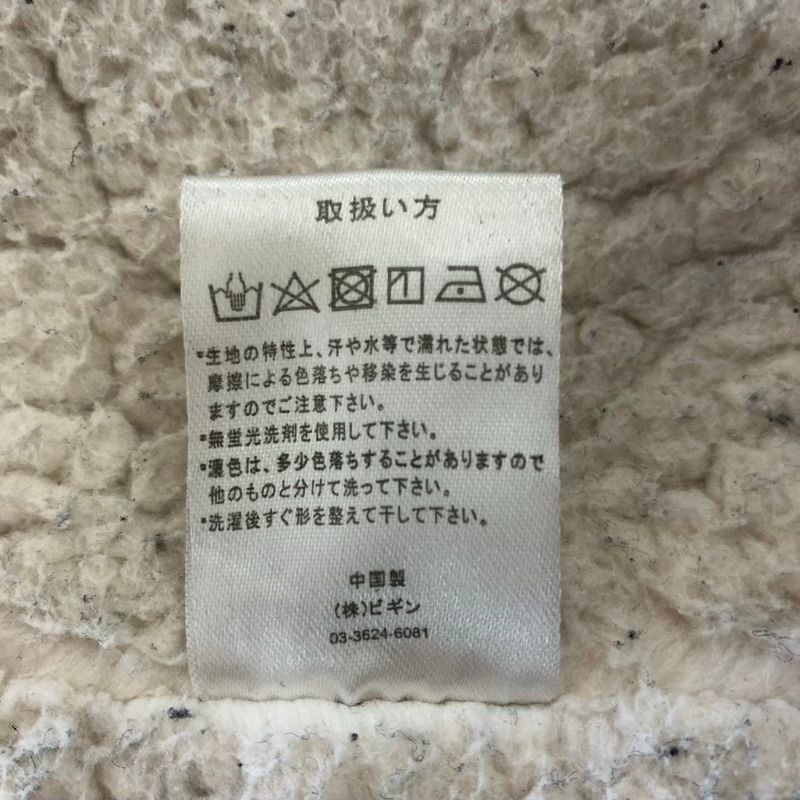 取扱い方
・生地の特性上、汗や水等で濡れた状態では、
摩擦による色落ちや移染を生じることがあり
ますのでご注意下さい。
・無蛍光洗剤を使用して下さい。
・濃色は、多少色落ちすることがありますので
他のものと分けて洗って下さい。
・洗濯後すぐ形を整えて干して下さい。
中国製
(株)ビギン
03-3624-6081